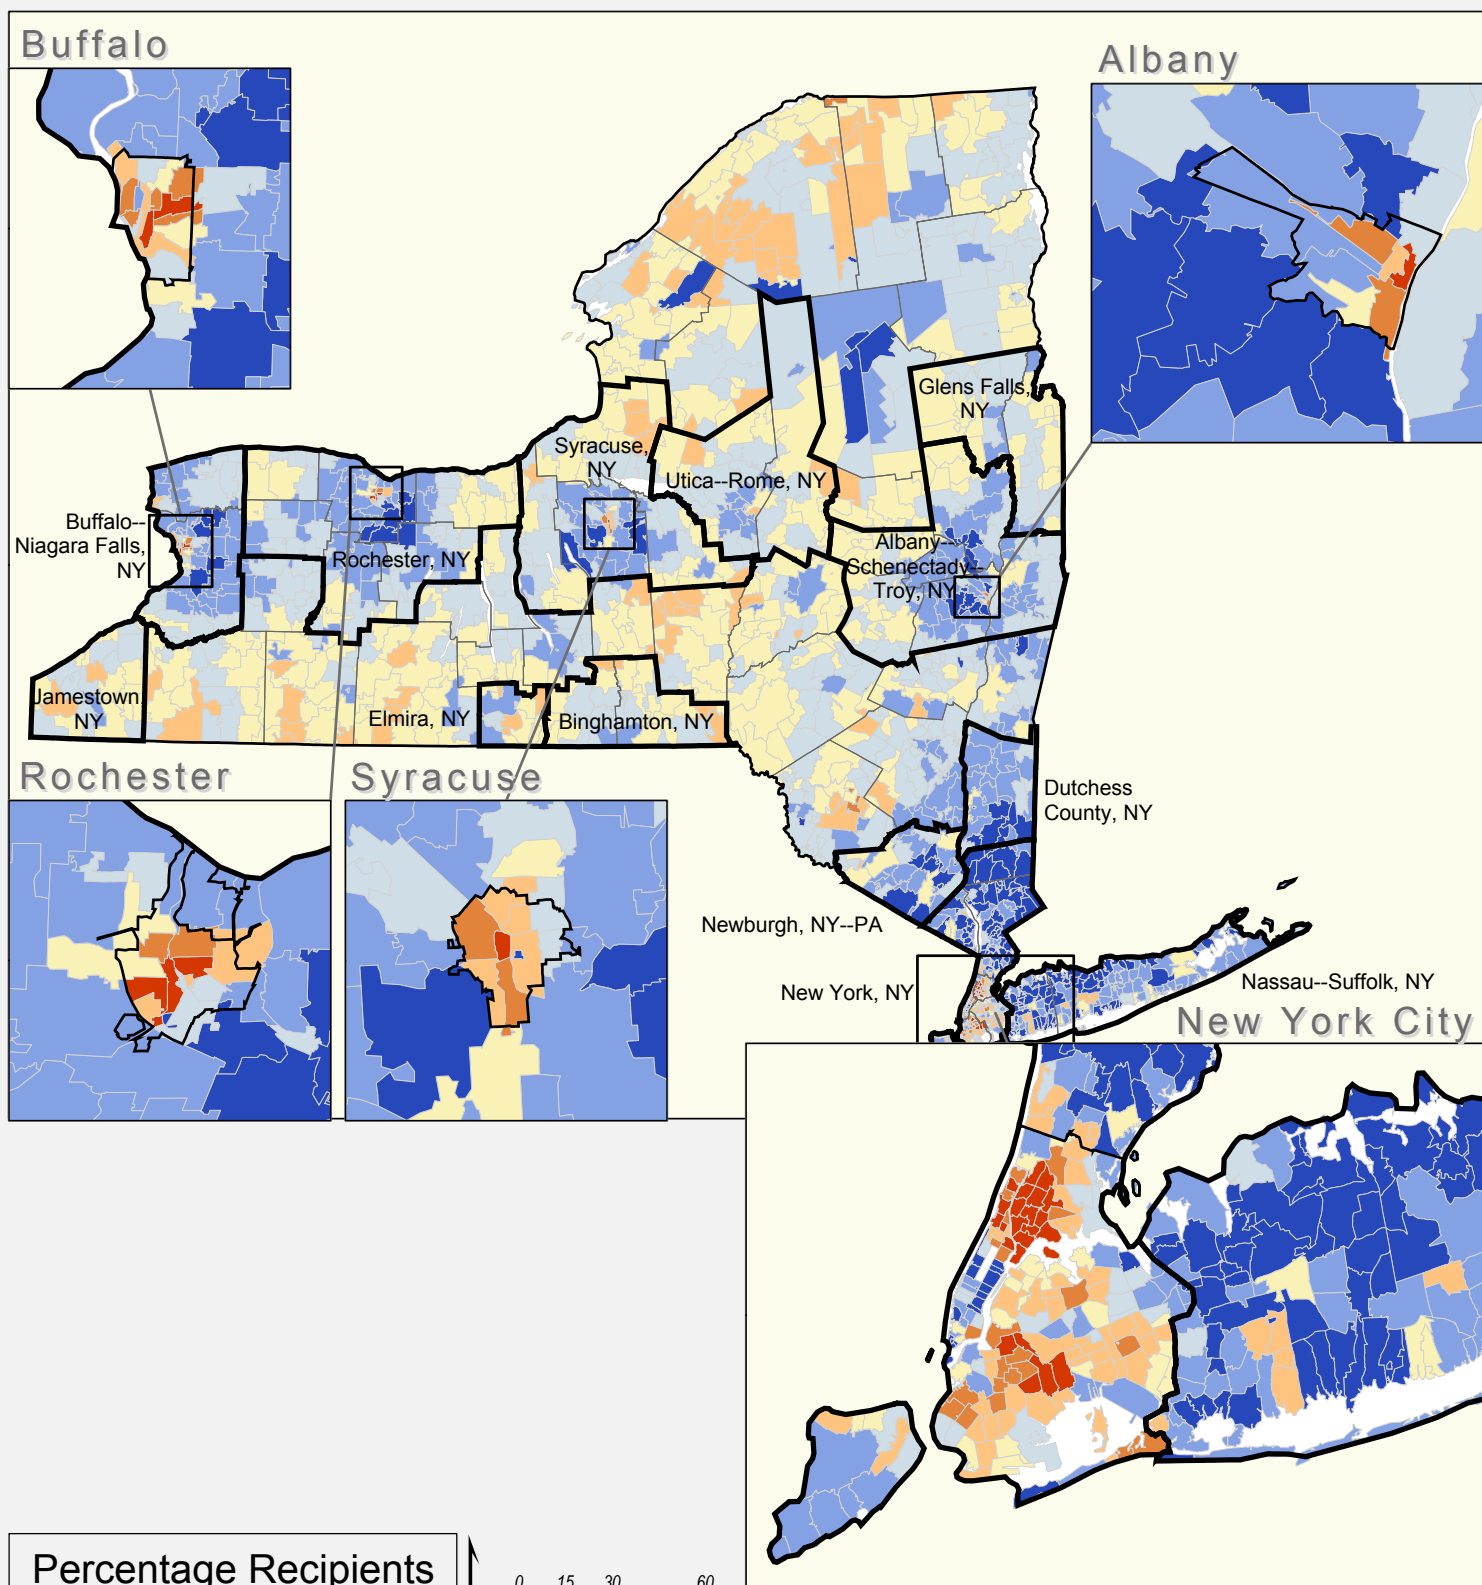 Buffalo
Albany
Glens Falls,
NY
Syracuse,
NY
Utica--Rome, NY
Buffalo--
Niagara Falls,
NY
Rochester, NY
Albany--
Schenectady--
Troy, NY
Jamestown
NY
Elmira, NY
Binghamton, NY
Rochester
Syracuse
Dutchess
County, NY
Newburgh, NY--PA
New York, NY
Nassau--Suffolk, NY
New York City
Percentage Recipients
0 15 30 60